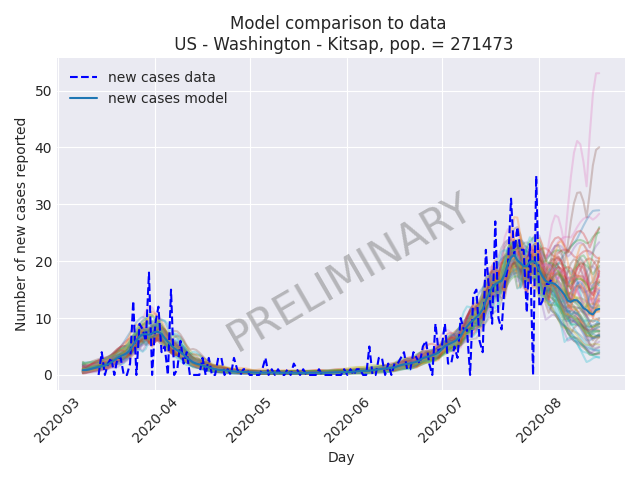 Model comparison to data
US - Washington - Kitsap, pop. = 271473
new cases data
new cases model
Number of new cases reported
50
40
30
20
10
0
PRELIMINARY
2020-03
2020-04
2020-05
2020-06
2020-07
2020-08
Day